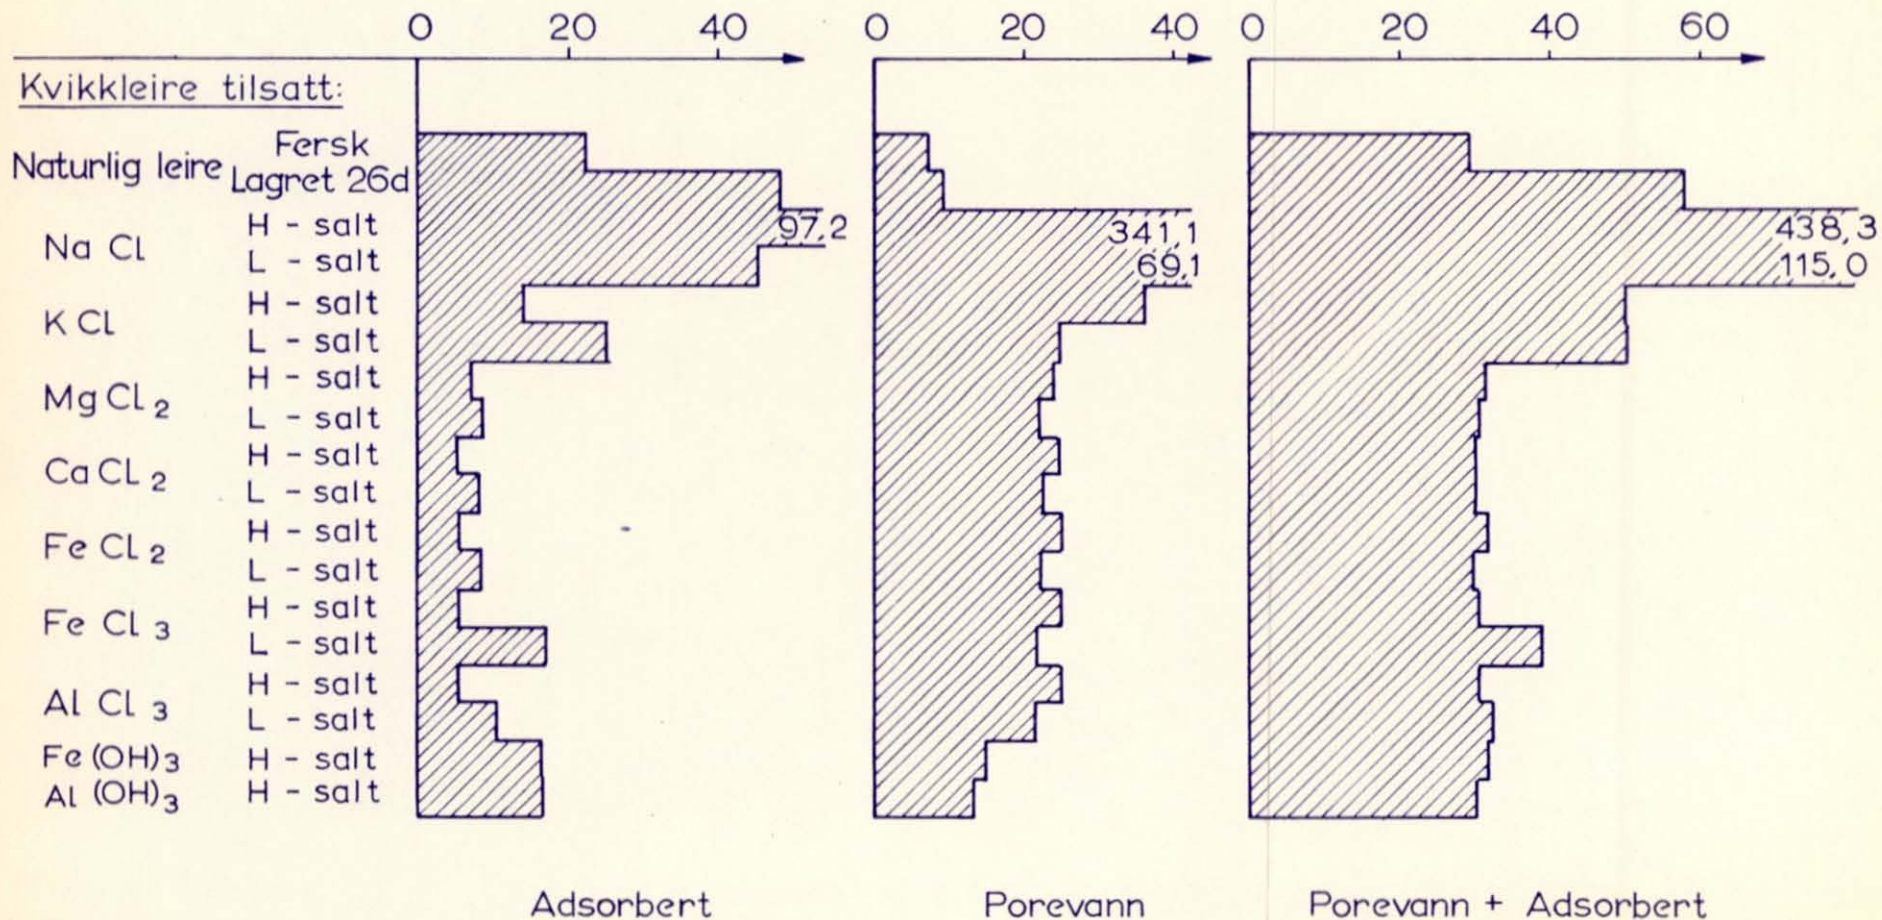 0 20 40 0 20 40 0 20 40 60
Kvikkleire tilsatt:
Naturlig leire Fersk
Lagret 26d
Na Cl H - salt 97,2 341,1 438,3
L - salt 69,1 115,0
K Cl H - salt
L - salt
Mg Cl 2 H - salt
L - salt
Ca Cl 2 H - salt
L - salt
Fe Cl 2 H - salt
L - salt
Fe Cl 3 H - salt
L - salt
Al Cl 3 H - salt
L - salt
Fe (OH)3 H - salt
Al (OH)3 H - salt
Adsorbert Porevann Porevann + Adsorbert